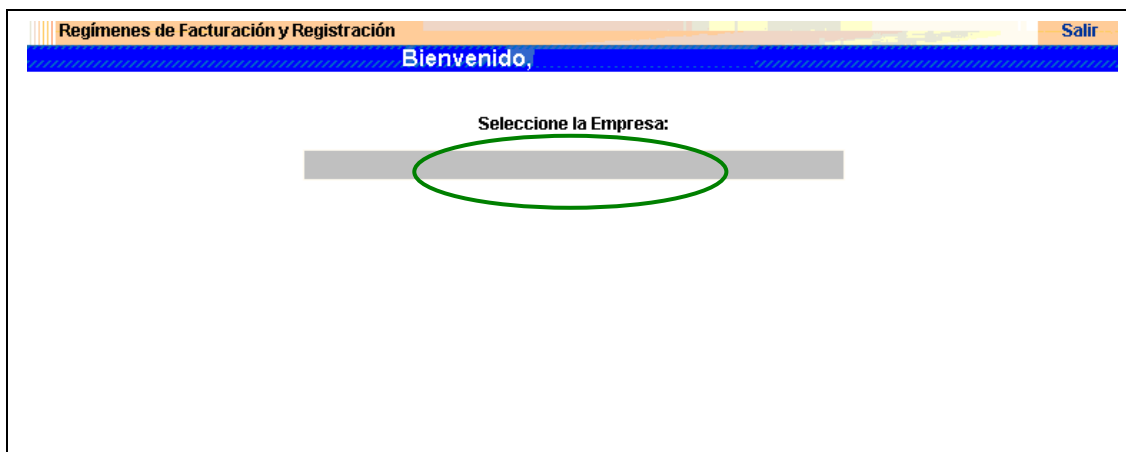 Regímenes de Facturación y Registración
Salir
Bienvenido,
Seleccione la Empresa: